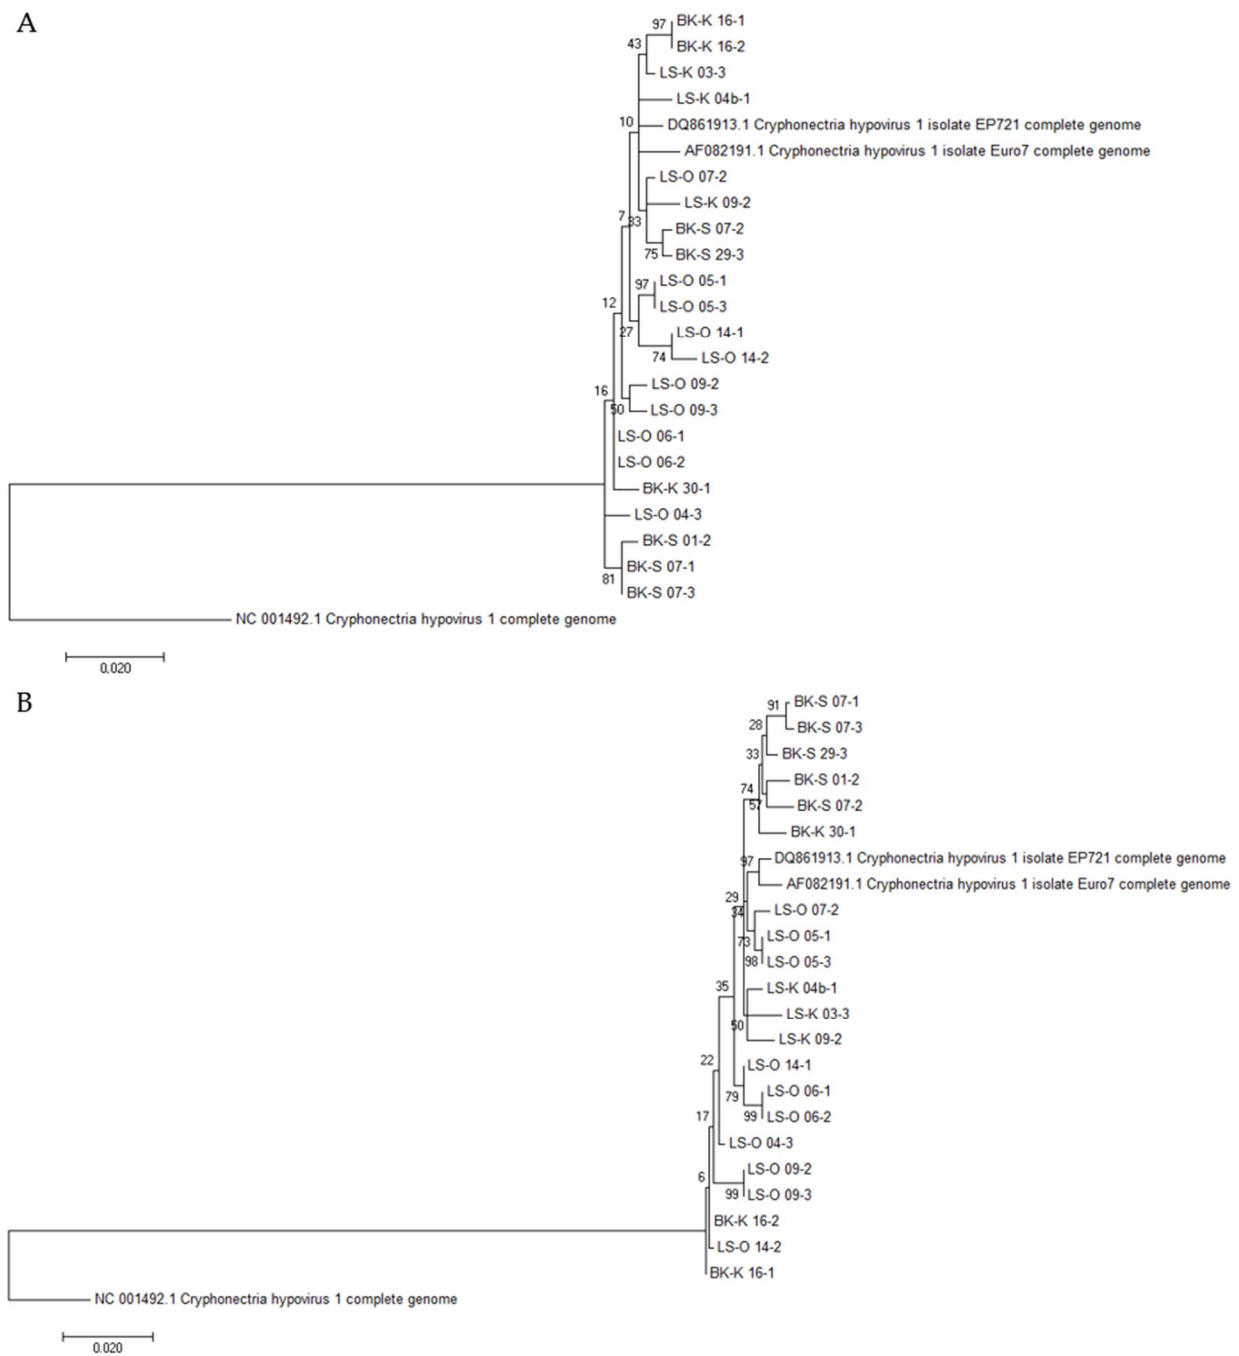 A
97
BK-K 16-1
BK-K 16-2
43
LS-K 03-3
LS-K 04b-1
10
DQ861913.1 Cryphonectria hypovirus 1 isolate EP721 complete genome
AF082191.1 Cryphonectria hypovirus 1 isolate Euro7 complete genome
LS-O 07-2
LS-K 09-2
7
33
BK-S 07-2
75
BK-S 29-3
97
LS-O 05-1
LS-O 05-3
12
27
LS-O 14-1
74
LS-O 14-2
LS-O 09-2
16
50
LS-O 09-3
LS-O 06-1
LS-O 06-2
BK-K 30-1
LS-O 04-3
BK-S 01-2
BK-S 07-1
81
BK-S 07-3
NC 001492.1 Cryphonectria hypovirus 1 complete genome
0.020
B
91
BK-S 07-1
BK-S 07-3
28
33
BK-S 29-3
BK-S 01-2
74
57
BK-S 07-2
BK-K 30-1
97
DQ861913.1 Cryphonectria hypovirus 1 isolate EP721 complete genome
AF082191.1 Cryphonectria hypovirus 1 isolate Euro7 complete genome
29
34
LS-O 07-2
73
LS-O 05-1
98
LS-O 05-3
35
LS-K 04b-1
LS-K 03-3
50
LS-K 09-2
22
LS-O 14-1
79
LS-O 06-1
99
LS-O 06-2
17
LS-O 04-3
6
LS-O 09-2
99
LS-O 09-3
BK-K 16-2
LS-O 14-2
BK-K 16-1
NC 001492.1 Cryphonectria hypovirus 1 complete genome
0.020